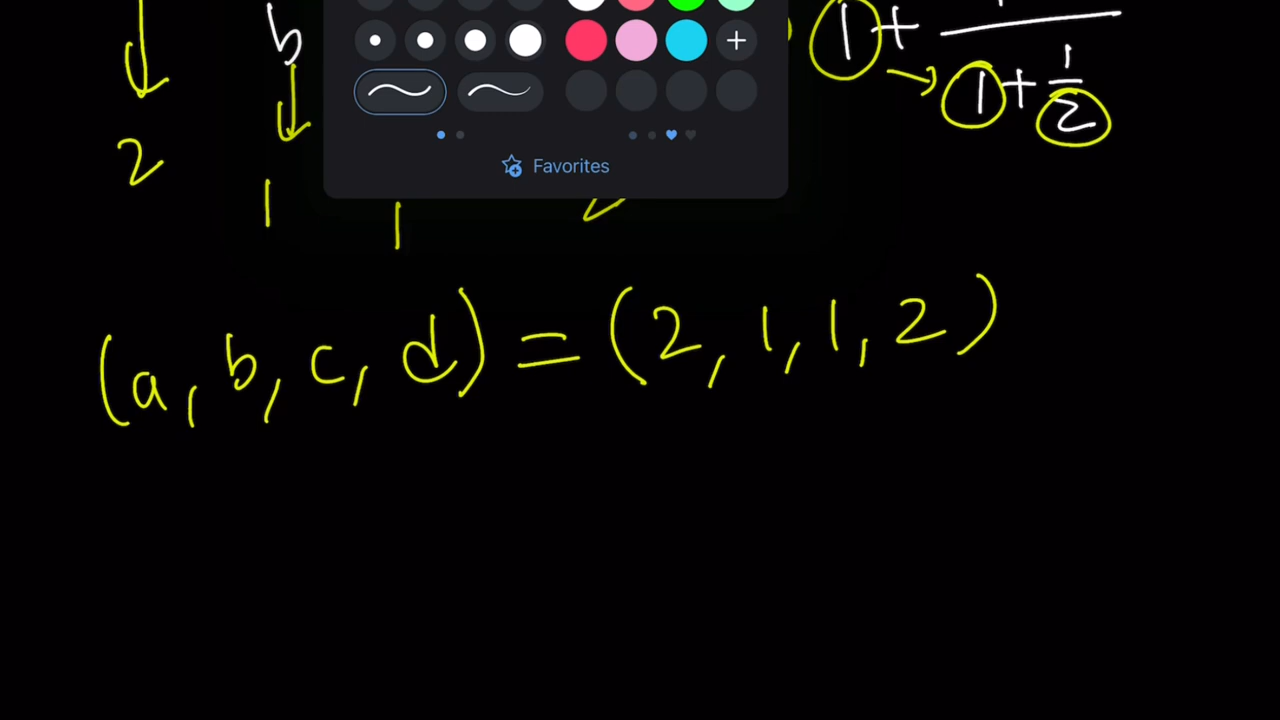 b
1 +
1 + 1/2
2
1
1
Favorites
(a, b, c, d) = (2, 1, 1, 2)